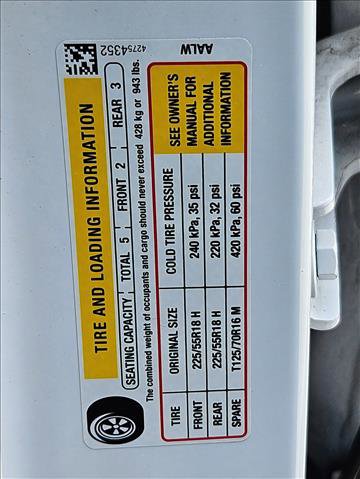 42754352
AALW
TIRE AND LOADING INFORMATION
SEATING CAPACITY TOTAL 5 FRONT 2 REAR 3
The combined weight of occupants and cargo should never exceed 428 kg or 943 lbs.
TIRE ORIGINAL SIZE COLD TIRE PRESSURE
FRONT 225/55R18 H 240 kPa, 35 psi
REAR 225/55R18 H 220 kPa, 32 psi
SPARE T125/70R16 M 420 kPa, 60 psi
SEE OWNER'S
MANUAL FOR
ADDITIONAL
INFORMATION